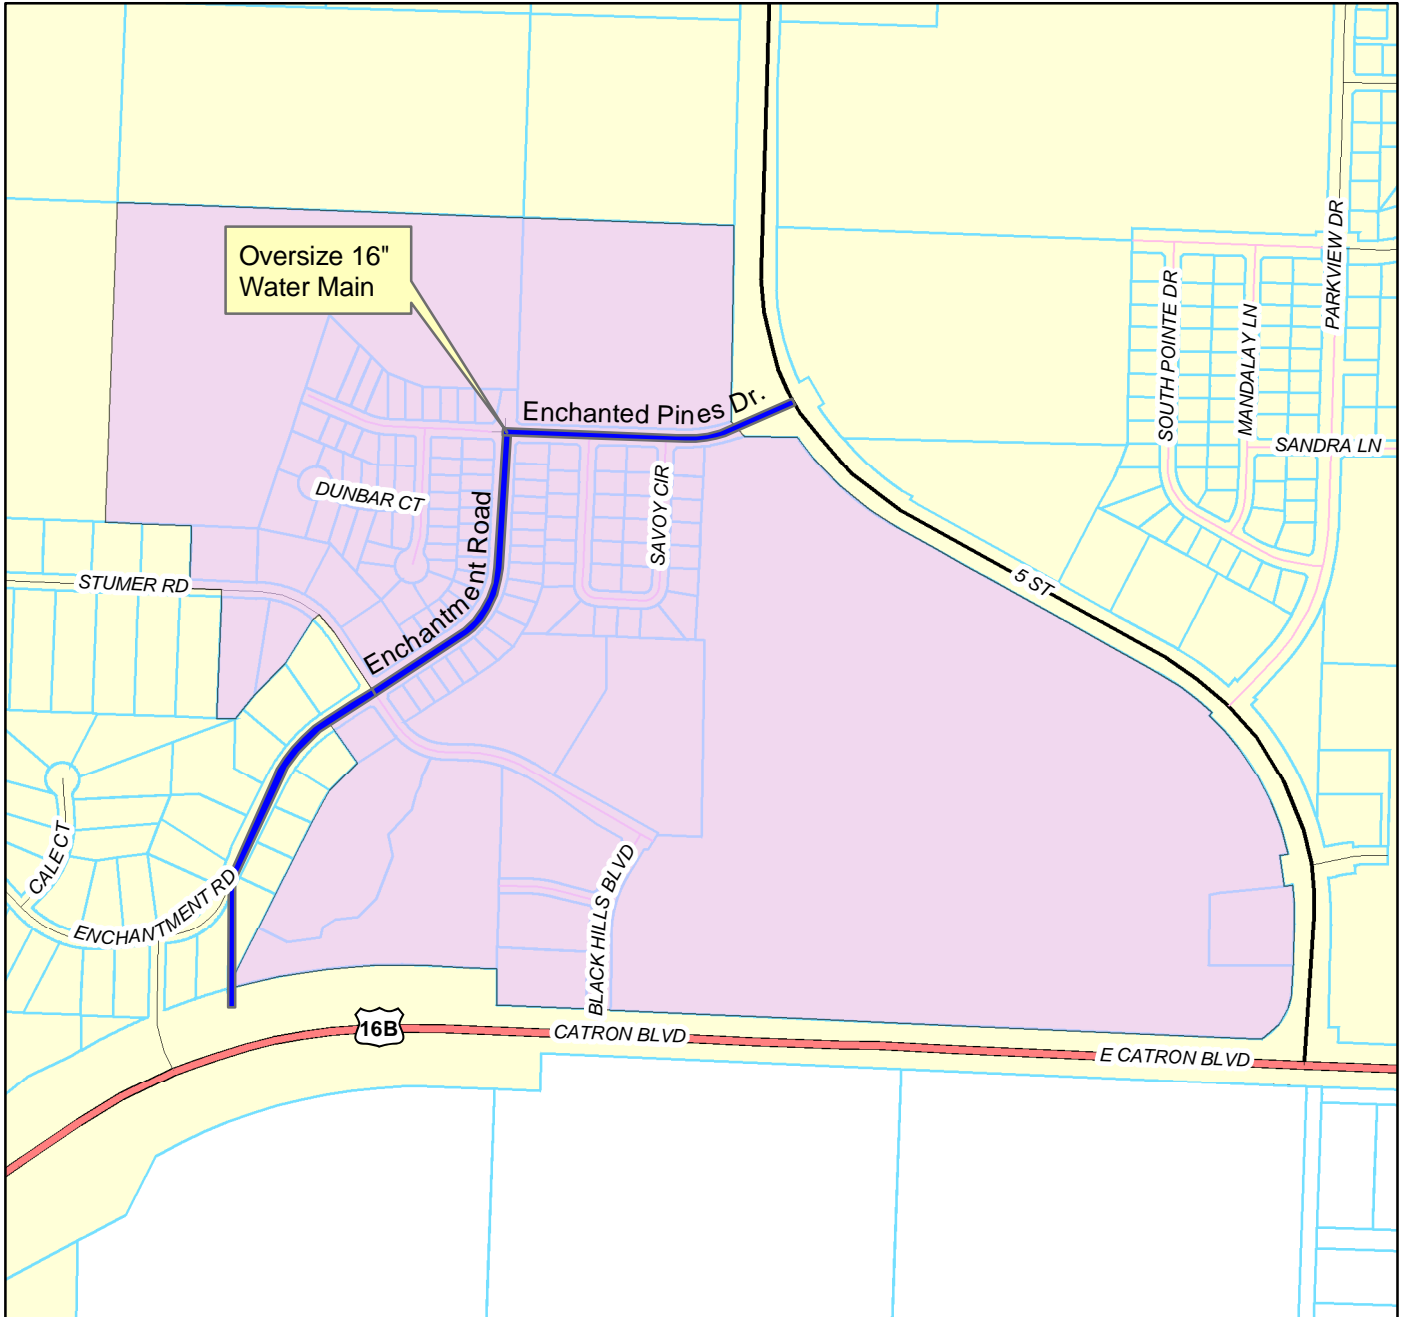 Oversize 16"
Water Main
Enchanted Pines Dr.
PARKVIEW DR
SOUTH POINTE DR
MANDALAY LN
SANDRA LN
DUNBAR CT
SAVOY CIR
Enchantment Road
STUMER RD
5 ST
CALE CT
ENCHANTMENT RD
BLACK HILLS BLVD
16B
CATRON BLVD
E CATRON BLVD